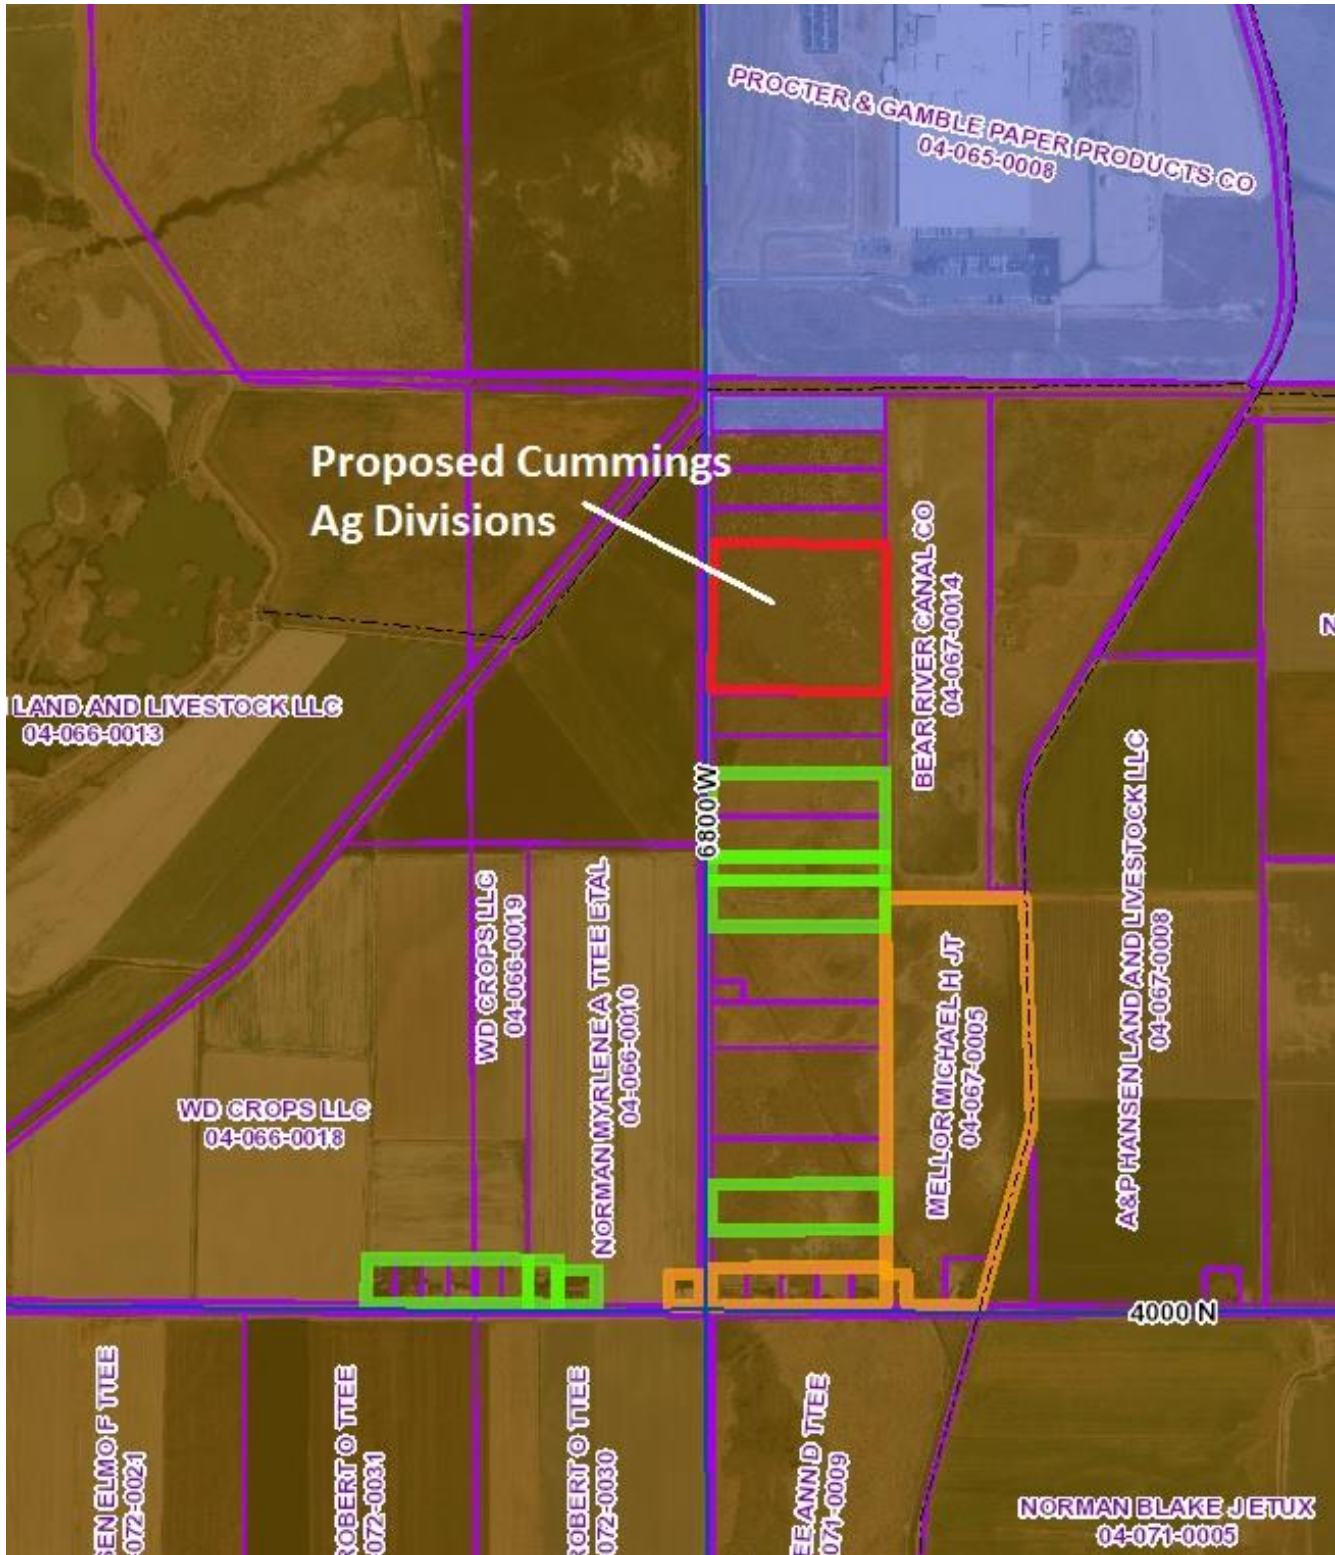 PROCTER & GAMBLE PAPER PRODUCTS CO
04-065-0008
Proposed Cummings
Ag Divisions
BEAR RIVER CANAL CO
04-067-0014
N
LAND AND LIVESTOCK LLC
04-066-0013
6800 W
A&P HANSEN LAND AND LIVESTOCK LLC
04-067-0008
WD CROPS LLC
04-066-0019
NORMAN MYRLENE A TTEE ETAL
04-066-0010
MELLOR MICHAEL H JT
04-067-0005
WD CROPS LLC
04-066-0018
4000 N
SEN ELMO F TTEE
-072-0021
ROBERT O TTEE
-072-0031
ROBERT O TTEE
-072-0030
EE ANN D TTEE
-071-0009
NORMAN BLAKE J ETUX
04-071-0005